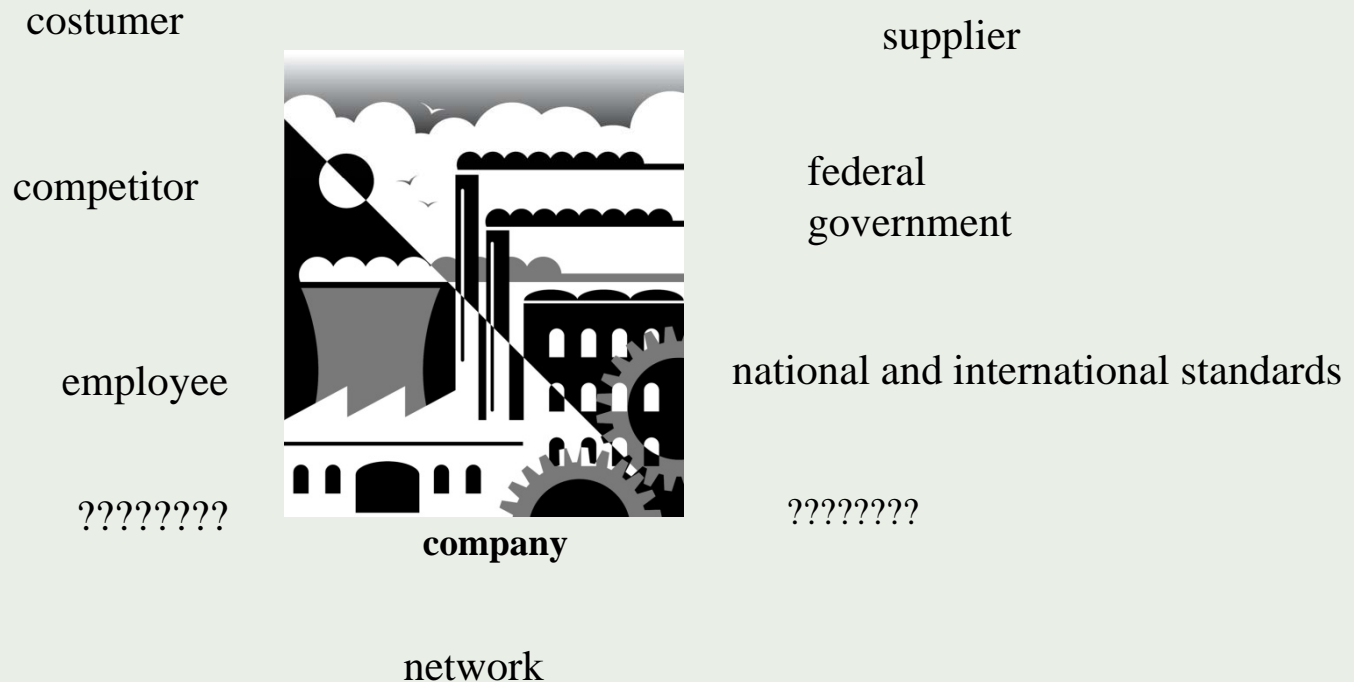 costumer
supplier
competitor
federal
government
employee
national and international standards
????????
????????
company
network